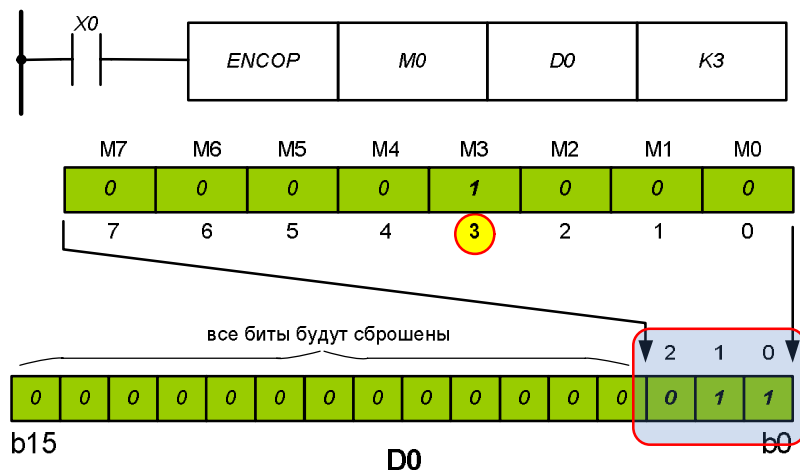 X0
ENCOP M0 D0 K3
M7 M6 M5 M4 M3 M2 M1 M0
0 0 0 0 1 0 0 0
7 6 5 4 3 2 1 0
все биты будут сброшены
2 1 0
0 0 0 0 0 0 0 0 0 0 0 0 0 0 1 1
b15 b0
D0